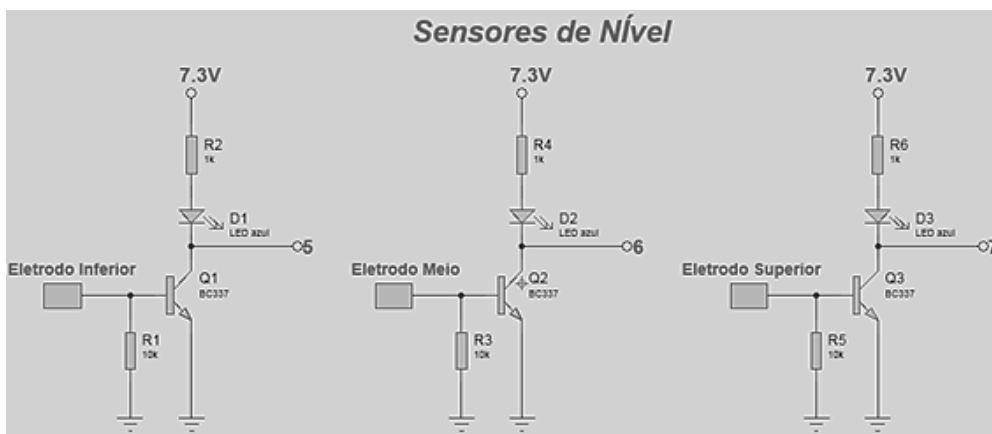 Sensores de NÍvel
7.3V 7.3V 7.3V
R2 R4 R6
1k 1k 1k
D1 D2 D3
LED azul LED azul LED azul
5 6 7
Eletrodo Inferior Eletrodo Meio Eletrodo Superior
Q1 Q2 Q3
BC337 BC337 BC337
R1 R3 R5
10k 10k 10k